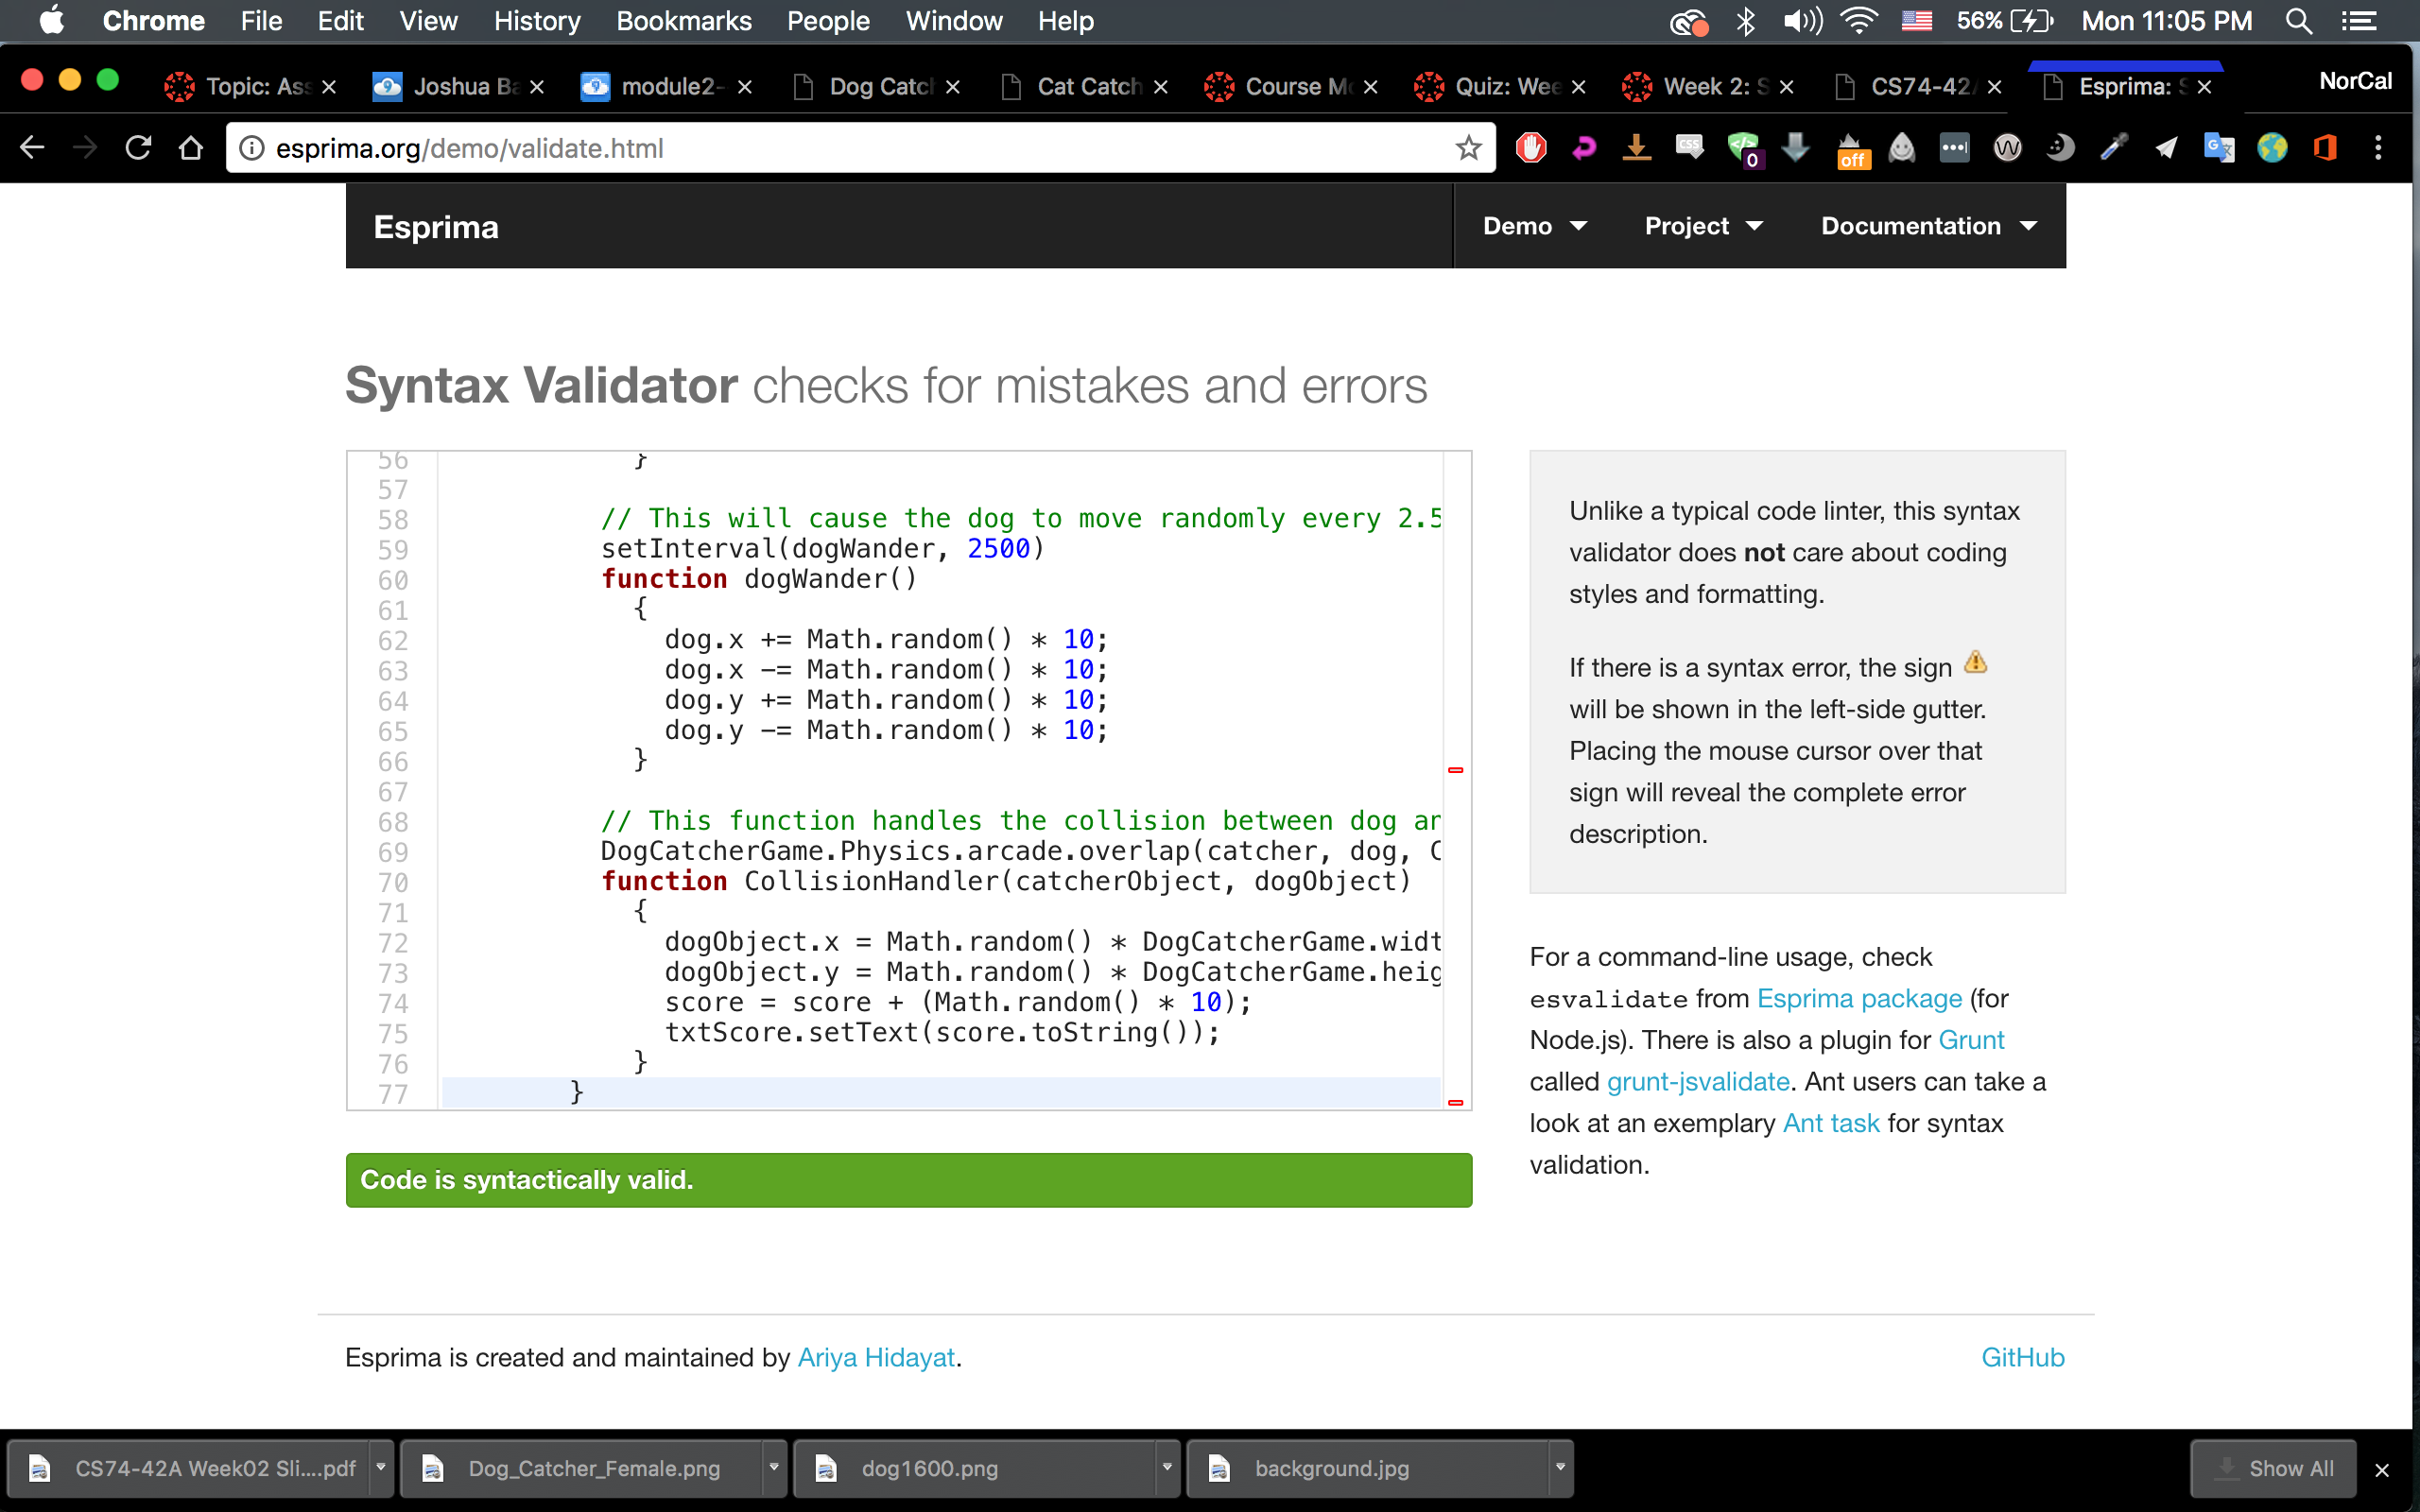 Chrome File Edit View History Bookmarks People Window Help 56% Mon 11:05 PM
Topic: Ass Joshua Ba module2- Dog Catch Cat Catch Course Mo Quiz: Wee Week 2: S CS74-42A Esprima: S NorCal
esprima.org/demo/validate.html CSS 0 off
Esprima Demo Project Documentation
Syntax Validator checks for mistakes and errors
56 }
57
58 // This will cause the dog to move randomly every 2.5
59 setInterval(dogWander, 2500)
60 function dogWander()
61 {
62 dog.x += Math.random() * 10;
63 dog.x -= Math.random() * 10;
64 dog.y += Math.random() * 10;
65 dog.y -= Math.random() * 10;
66 }
67
68 // This function handles the collision between dog an
69 DogCatcherGame.Physics.arcade.overlap(catcher, dog, C
70 function CollisionHandler(catcherObject, dogObject)
71 {
72 dogObject.x = Math.random() * DogCatcherGame.widt
73 dogObject.y = Math.random() * DogCatcherGame.heig
74 score = score + (Math.random() * 10);
75 txtScore.setText(score.toString());
76 }
77 }
Code is syntactically valid.
Unlike a typical code linter, this syntax
validator does not care about coding
styles and formatting.
If there is a syntax error, the sign
will be shown in the left-side gutter.
Placing the mouse cursor over that
sign will reveal the complete error
description.
For a command-line usage, check
esvalidate from Esprima package (for
Node.js). There is also a plugin for Grunt
called grunt-jsvalidate. Ant users can take a
look at an exemplary Ant task for syntax
validation.
Esprima is created and maintained by Ariya Hidayat. GitHub
CS74-42A Week02 Sli....pdf Dog_Catcher_Female.png dog1600.png background.jpg Show All